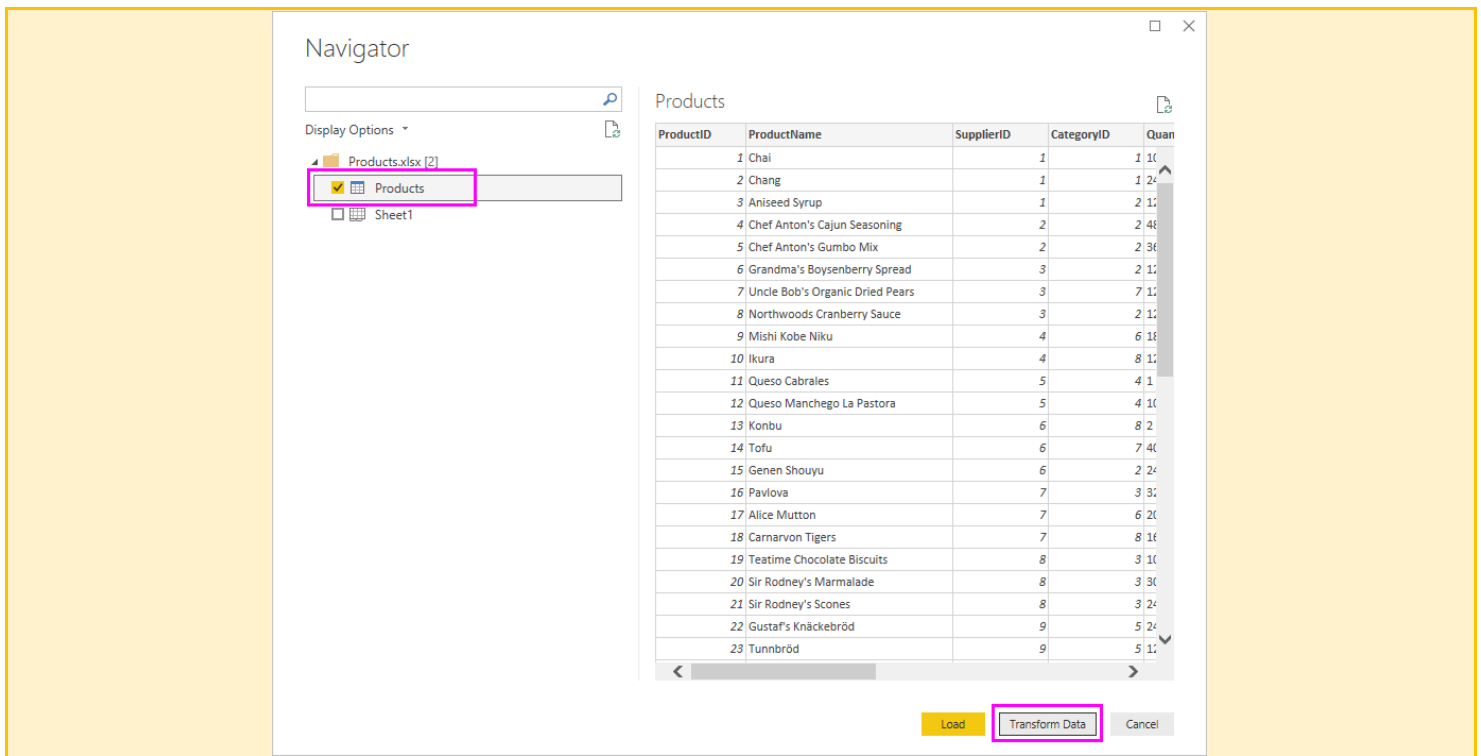 Navigator
Display Options
Products.xlsx [2]
Products
Sheet1
Products
ProductID ProductName SupplierID CategoryID
1 Chai 1 1
2 Chang 1 1
3 Aniseed Syrup 1 2
4 Chef Anton's Cajun Seasoning 2 2
5 Chef Anton's Gumbo Mix 2 2
6 Grandma's Boysenberry Spread 3 2
7 Uncle Bob's Organic Dried Pears 3 7
8 Northwoods Cranberry Sauce 3 2
9 Mishi Kobe Niku 4 6
10 Ikura 4 8
11 Queso Cabrales 5 4
12 Queso Manchego La Pastora 5 4
13 Konbu 6 8
14 Tofu 6 7
15 Genen Shouyu 6 2
16 Pavlova 7 3
17 Alice Mutton 7 6
18 Carnarvon Tigers 7 8
19 Teatime Chocolate Biscuits 8 3
20 Sir Rodney's Marmalade 8 3
21 Sir Rodney's Scones 8 3
22 Gustaf's Knäckebröd 9 5
23 Tunnbröd 9 5
Load Transform Data Cancel